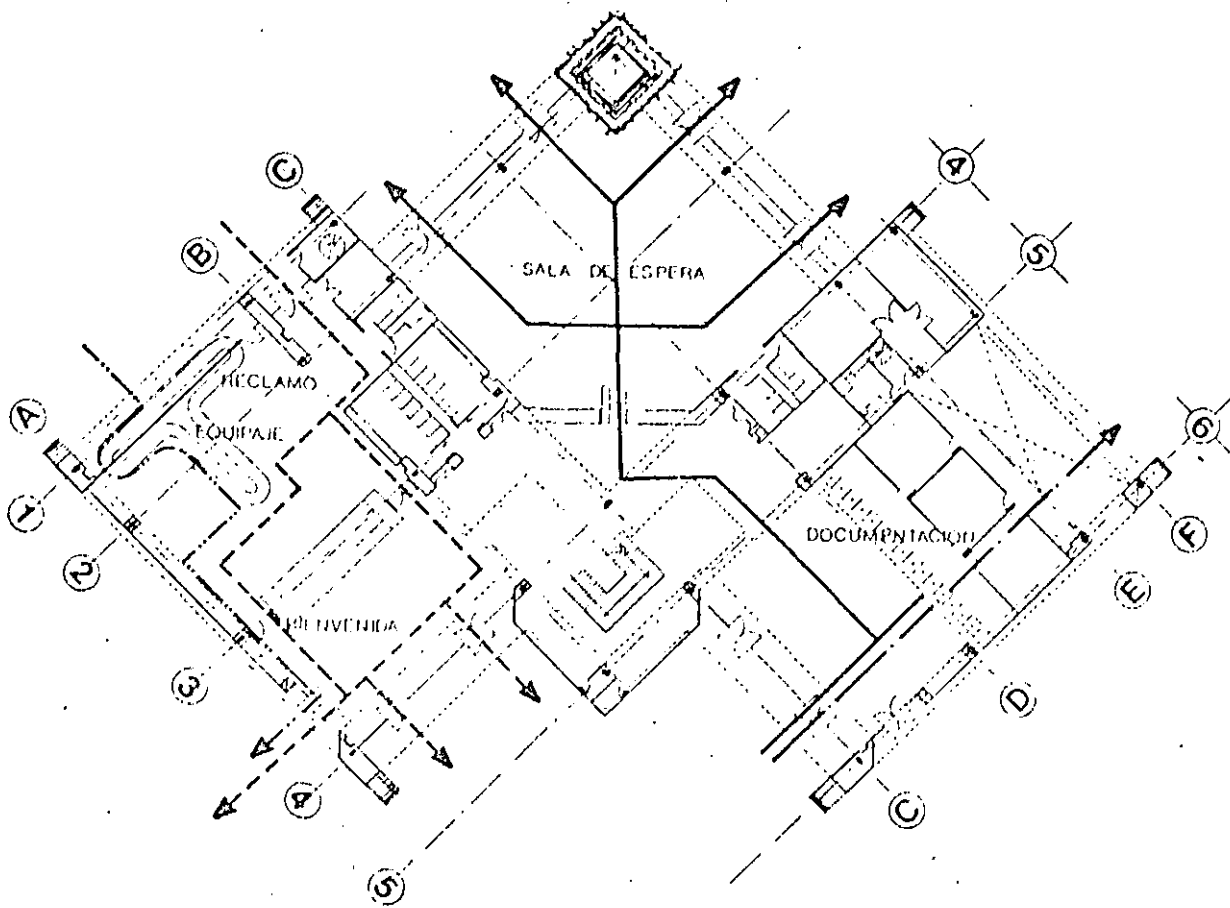 C
4
B
5
SALA DE ESPERA
RECLAMO
EQUIPAJE
A
6
1
2
DOCUMENTACION
F
E
BIENVENIDA
3
D
4
C
5